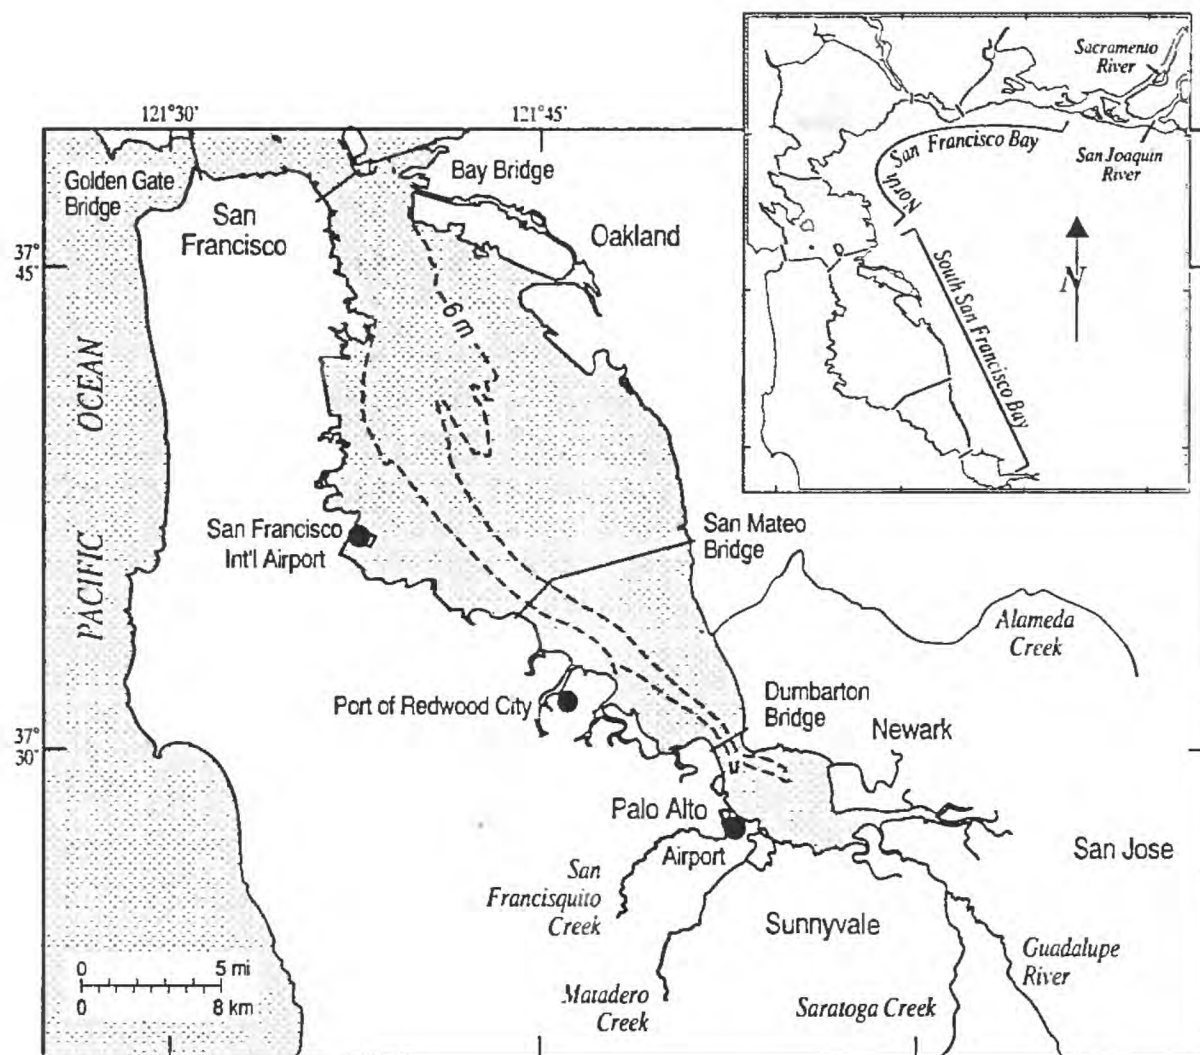 121°30'
121°45'
Sacramento
River
North San Francisco Bay
San Joaquin
River
N
South San Francisco Bay
Golden Gate
Bridge
Bay Bridge
San
Francisco
Oakland
37°
45'
6 m
PACIFIC OCEAN
San Francisco
Int'l Airport
San Mateo
Bridge
Alameda
Creek
Port of Redwood City
Dumbarton
Bridge
Newark
37°
30'
Palo Alto
Airport
San Jose
San
Francisquito
Creek
Sunnyvale
Guadalupe
River
Matadero
Creek
Saratoga Creek
0 5 mi
0 8 km